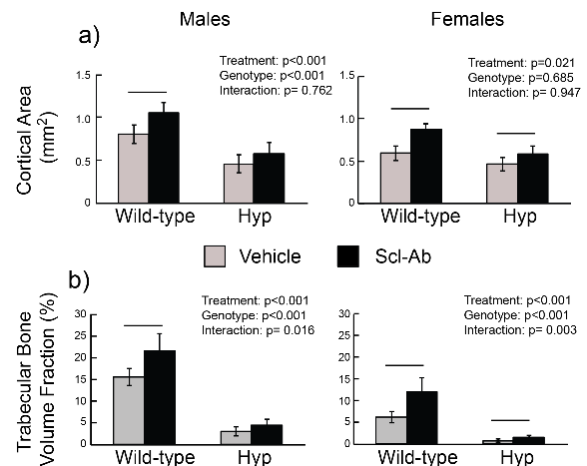 Males
Females
a)
Treatment: p<0.001
Genotype: p<0.001
Interaction: p= 0.762
Treatment: p=0.021
Genotype: p=0.685
Interaction: p= 0.947
Cortical Area
(mm²)
1.5
1.0
0.5
0
1.5
1.0
0.5
0
Wild-type
Hyp
Wild-type
Hyp
Vehicle
Scl-Ab
b)
Treatment: p<0.001
Genotype: p<0.001
Interaction: p= 0.016
Treatment: p<0.001
Genotype: p<0.001
Interaction: p= 0.003
Trabecular Bone
Volume Fraction (%)
30
25
20
15
10
5
0
30
25
20
15
10
5
0
Wild-type
Hyp
Wild-type
Hyp